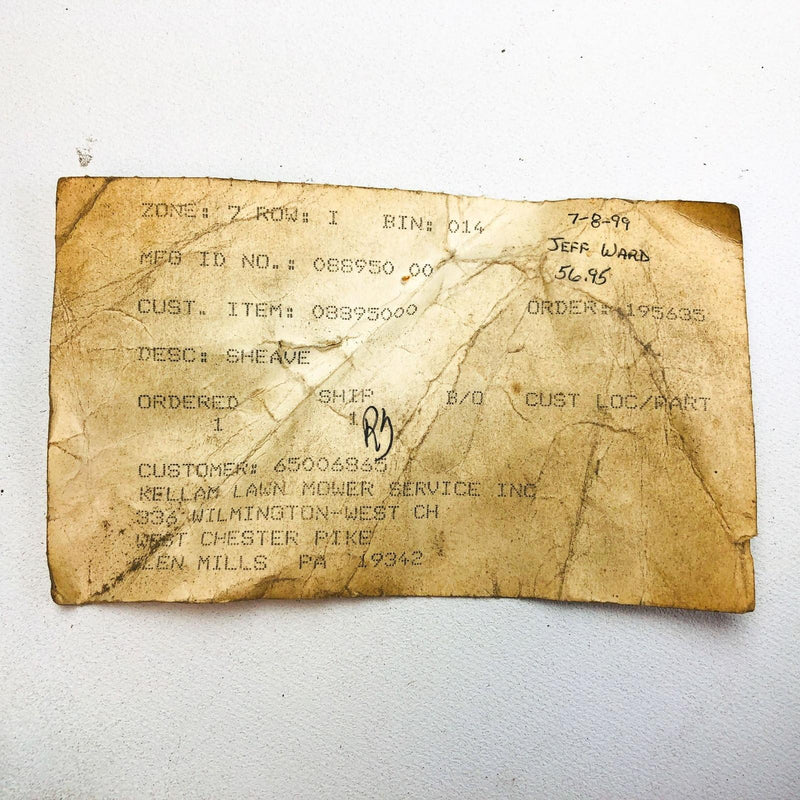 ZONE: 7 ROW: I BIN: 014
7-8-99
JEFF WARD
56.95
MFG ID NO.: 088950 00
CUST. ITEM: 08895000 ORDER: 195635
DESC: SHEAVE
ORDERED SHIP B/O CUST LOC/PART
1 1
CUSTOMER: 65006865
KELLAM LAWN MOWER SERVICE INC
336 WILMINGTON-WEST CH
WEST CHESTER PIKE
GLEN MILLS PA 19342